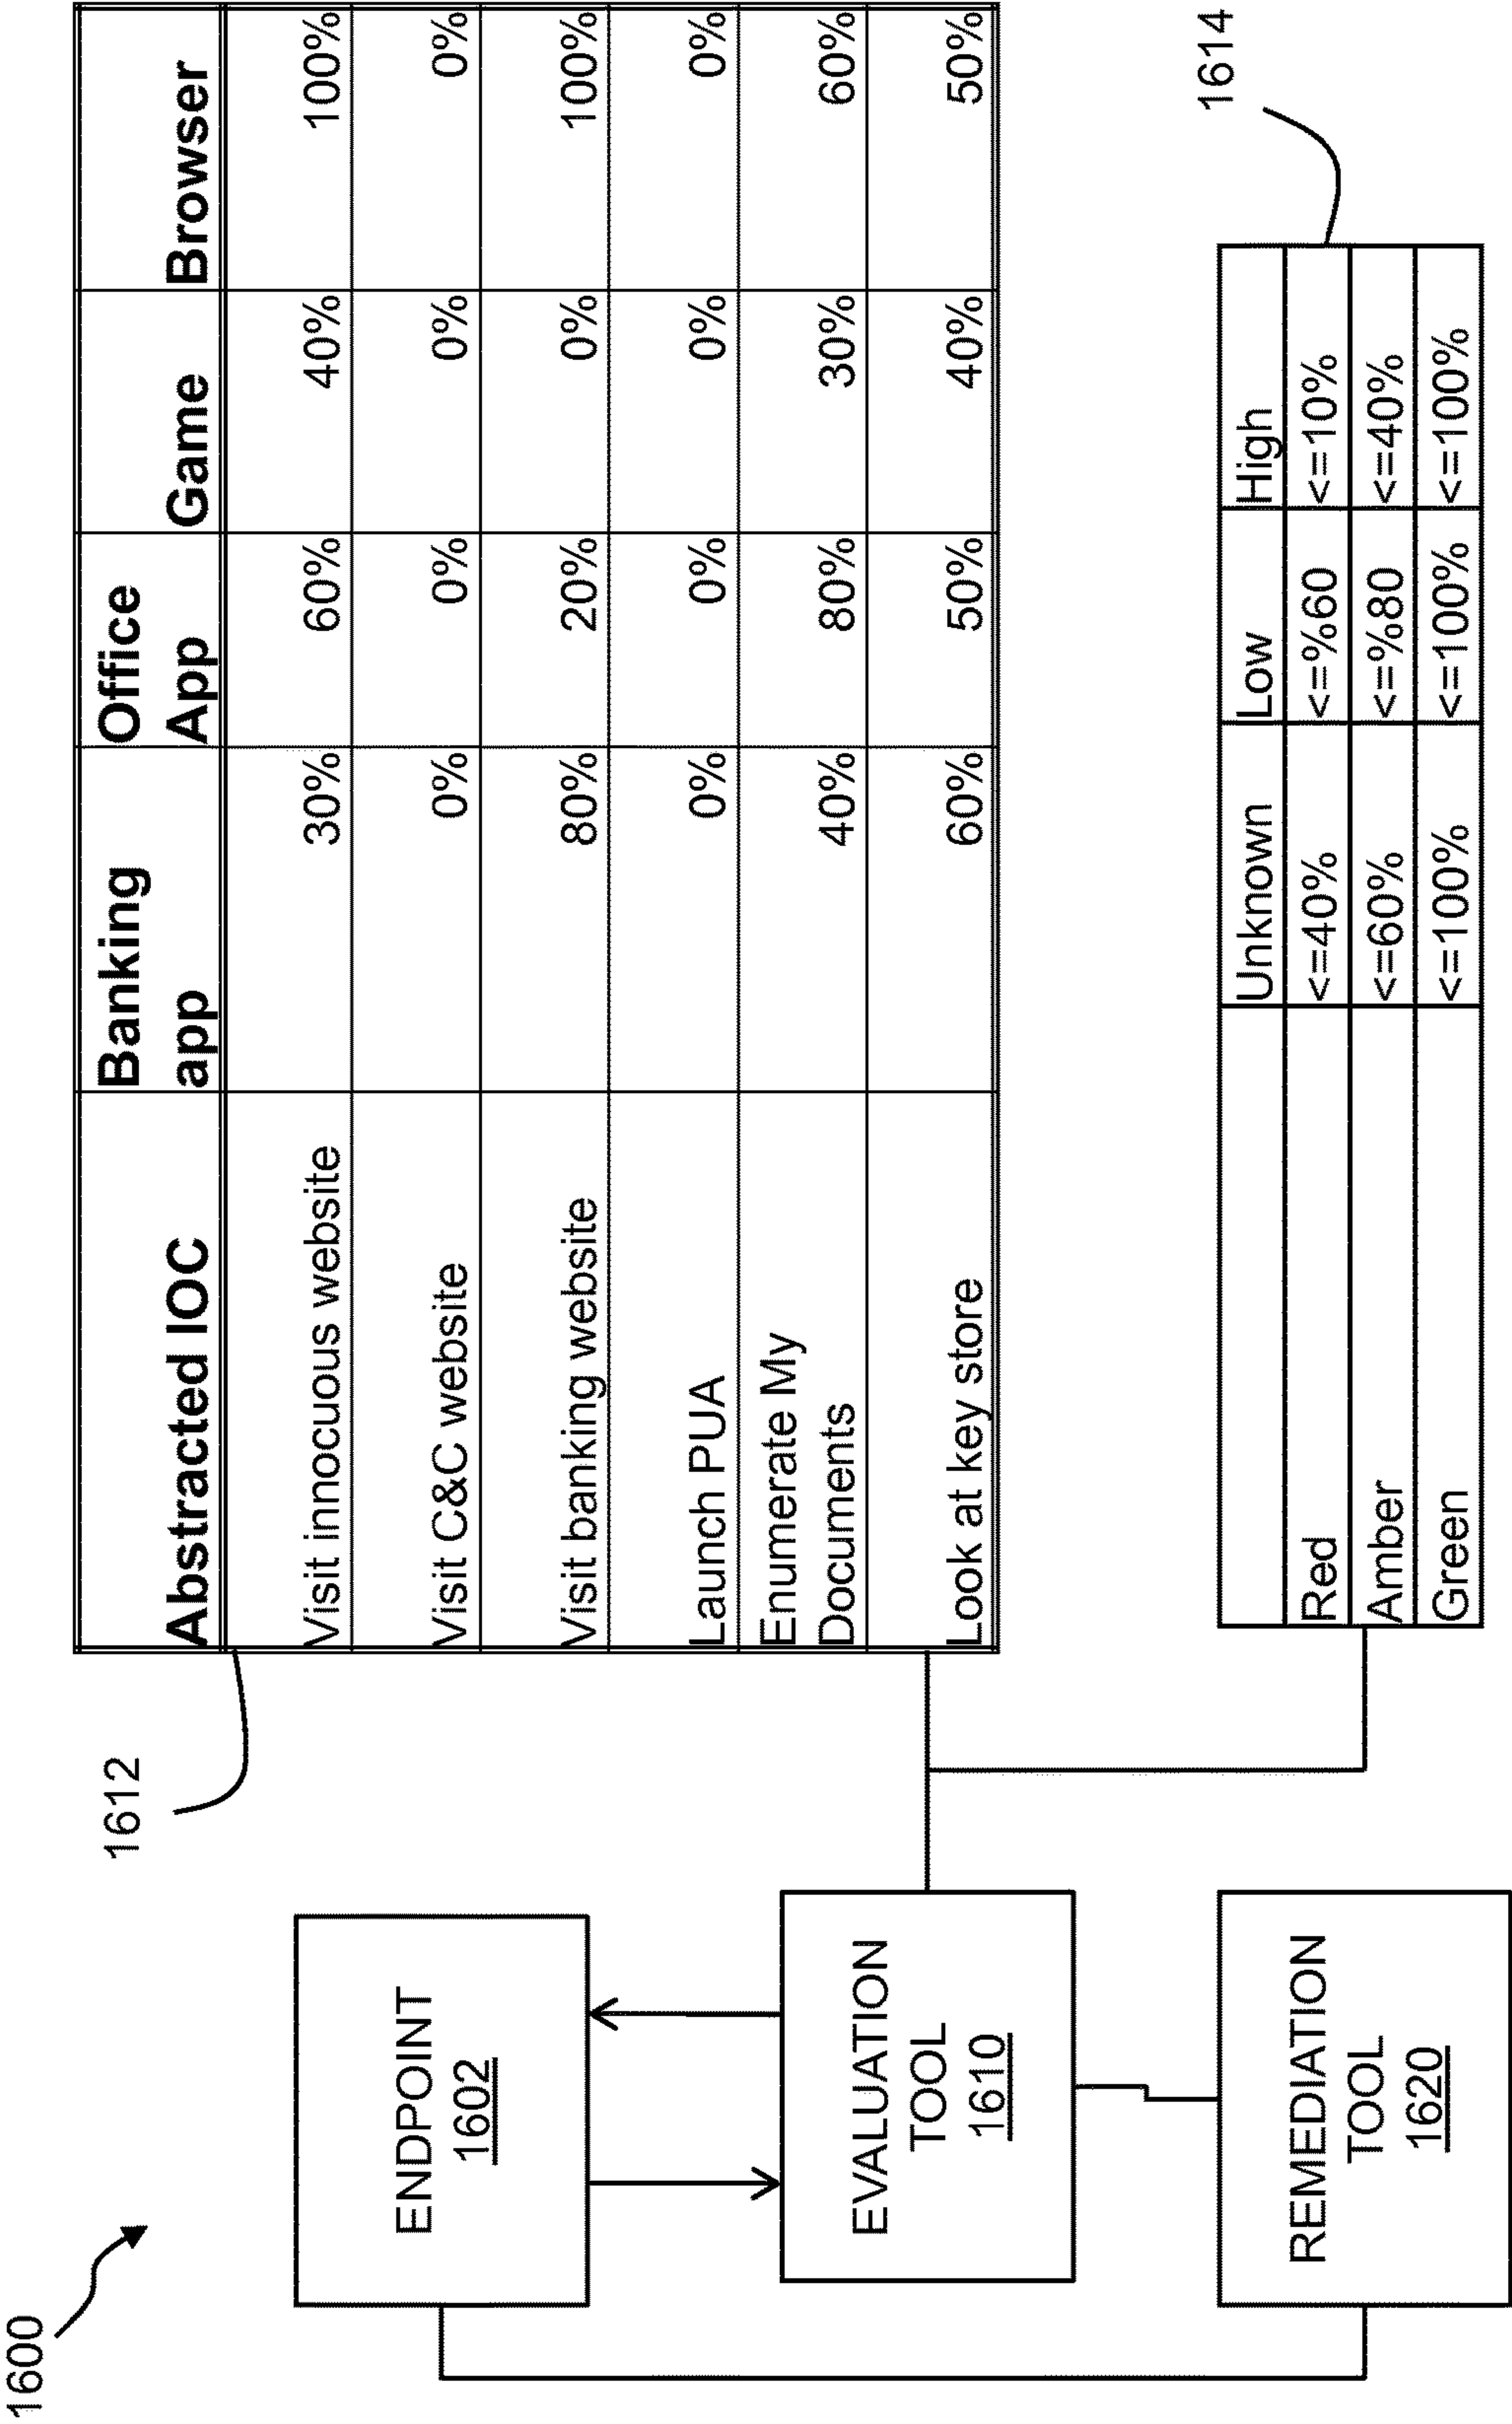 1600
ENDPOINT
1602
EVALUATION
TOOL
1610
REMEDIATION
TOOL
1620
1612
Abstracted IOC Banking app Office App Game Browser
Visit innocuous website 30% 60% 40% 100%
Visit C&C website 0% 0% 0% 0%
Visit banking website 80% 20% 0% 100%
Launch PUA 0% 0% 0% 0%
Enumerate My
Documents 40% 80% 30% 60%
Look at key store 60% 50% 40% 50%
1614
Unknown Low High
Red <=40% <=%60 <=10%
Amber <=60% <=%80 <=40%
Green <=100% <=100% <=100%